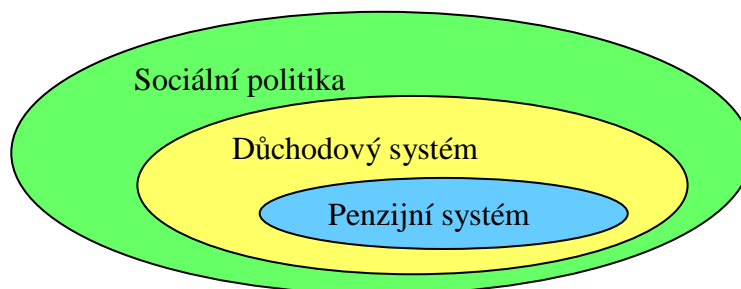 Sociální politika
Důchodový systém
Penzijní systém